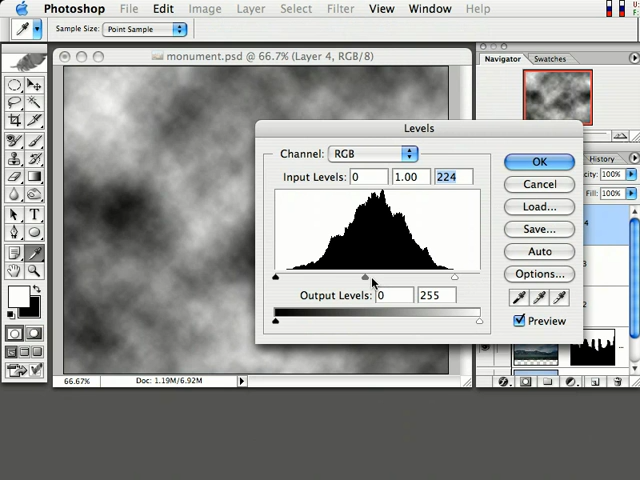 Photoshop File Edit Image Layer Select Filter View Window Help
Sample Size: Point Sample
monument.psd @ 66.7% (Layer 4, RGB/8)
Navigator Swatches
Levels
Channel: RGB
Input Levels: 0 1.00 224
Output Levels: 0 255
OK
Cancel
Load...
Save...
Auto
Options...
Preview
History
100%
Fill: 100%
T
66.67% Doc: 1.19M/6.92M